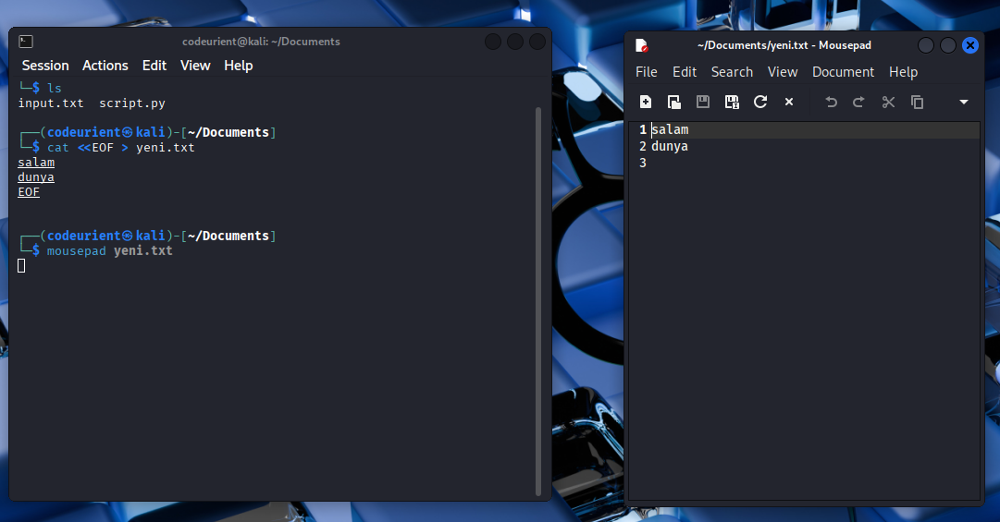 codeurient@kali: ~/Documents
Session Actions Edit View Help
└─$ ls
input.txt  script.py
┌──(codeurient㉿kali)-[~/Documents]
└─$ cat <<EOF > yeni.txt
salam
dunya
EOF
┌──(codeurient㉿kali)-[~/Documents]
└─$ mousepad yeni.txt
~/Documents/yeni.txt - Mousepad
File Edit Search View Document Help
1 salam
2 dunya
3